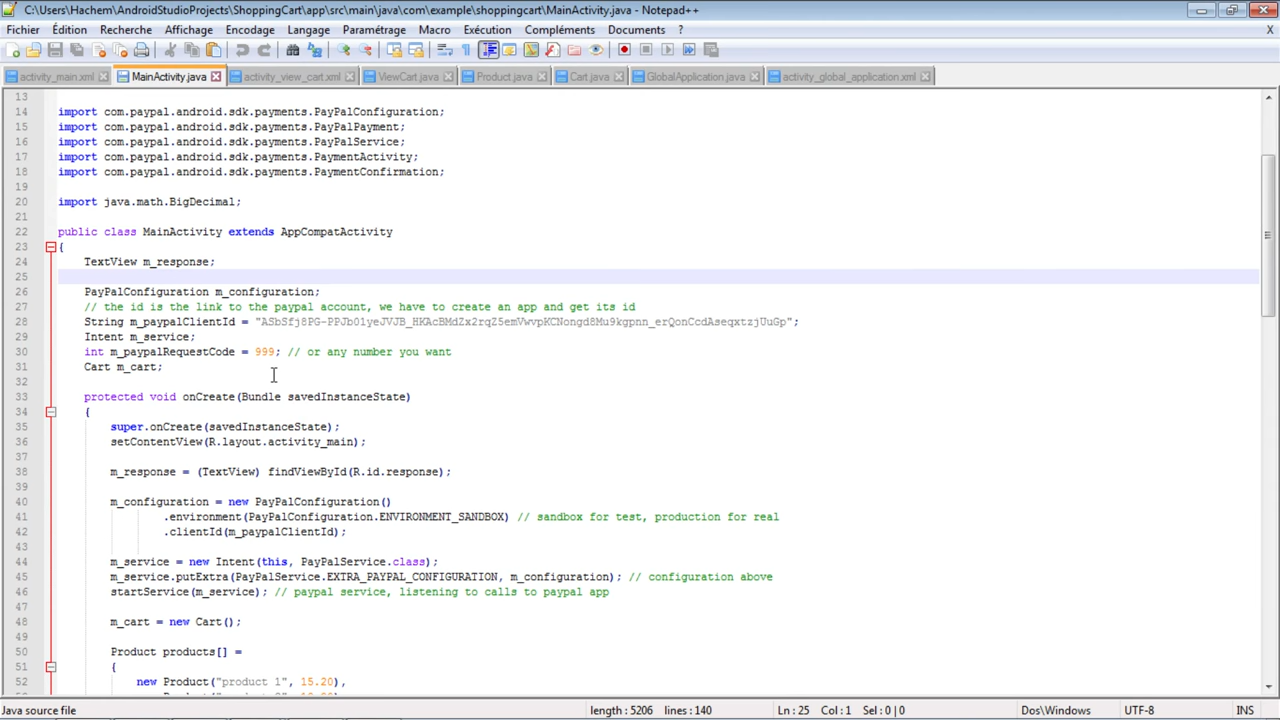 C:\Users\Hachem\AndroidStudioProjects\ShoppingCart\app\src\main\java\com\example\shoppingcart\MainActivity.java - Notepad++
Fichier Édition Recherche Affichage Encodage Langage Paramétrage Macro Exécution Compléments Documents ? X
activity_main.xml MainActivity.java activity_view_cart.xml ViewCart.java Product.java Cart.java GlobalApplication.java activity_global_application.xml
13
14 import com.paypal.android.sdk.payments.PayPalConfiguration;
15 import com.paypal.android.sdk.payments.PayPalPayment;
16 import com.paypal.android.sdk.payments.PayPalService;
17 import com.paypal.android.sdk.payments.PaymentActivity;
18 import com.paypal.android.sdk.payments.PaymentConfirmation;
19
20 import java.math.BigDecimal;
21
22 public class MainActivity extends AppCompatActivity
23 {
24 TextView m_response;
25
26 PayPalConfiguration m_configuration;
27 // the id is the link to the paypal account, we have to create an app and get its id
28 String m_paypalClientId = "ASbSfj8PG-PPJb01yeJVJB_HKAcBMdZx2rqZ5emVwvpKCNongd8Mu9kgpnn_erQonCcdAseqxtzjUuGp";
29 Intent m_service;
30 int m_paypalRequestCode = 999; // or any number you want
31 Cart m_cart;
32
33 protected void onCreate(Bundle savedInstanceState)
34 {
35 super.onCreate(savedInstanceState);
36 setContentView(R.layout.activity_main);
37
38 m_response = (TextView) findViewById(R.id.response);
39
40 m_configuration = new PayPalConfiguration()
41 .environment(PayPalConfiguration.ENVIRONMENT_SANDBOX) // sandbox for test, production for real
42 .clientId(m_paypalClientId);
43
44 m_service = new Intent(this, PayPalService.class);
45 m_service.putExtra(PayPalService.EXTRA_PAYPAL_CONFIGURATION, m_configuration); // configuration above
46 startService(m_service); // paypal service, listening to calls to paypal app
47
48 m_cart = new Cart();
49
50 Product products[] =
51 {
52 new Product("product 1", 15.20),
Java source file length : 5206 lines : 140 Ln : 25 Col : 1 Sel : 0 | 0 Dos\Windows UTF-8 INS